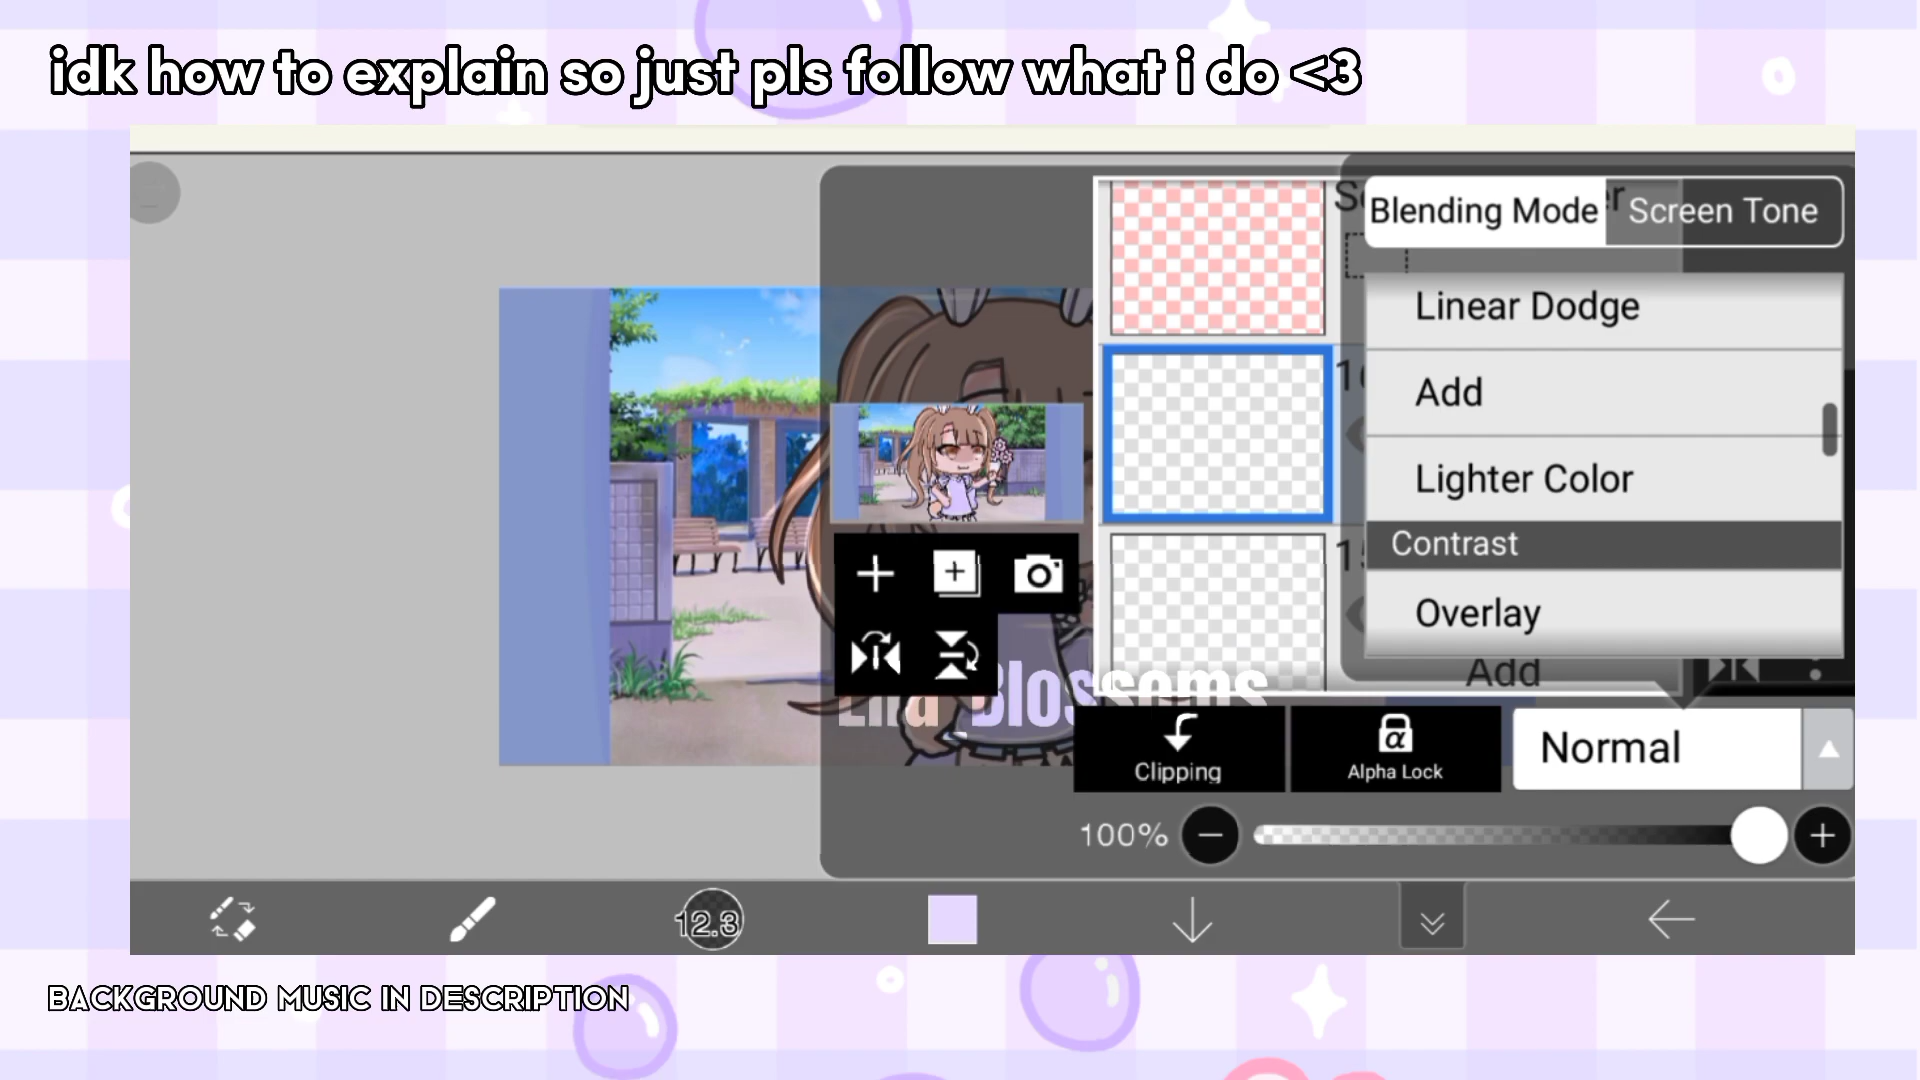 idk how to explain so just pls follow what i do <3
Blending Mode
Screen Tone
Linear Dodge
Add
Lighter Color
Contrast
Overlay
Add
Blossoms
Clipping
Alpha Lock
Normal
100%
12.3
BACKGROUND MUSIC IN DESCRIPTION